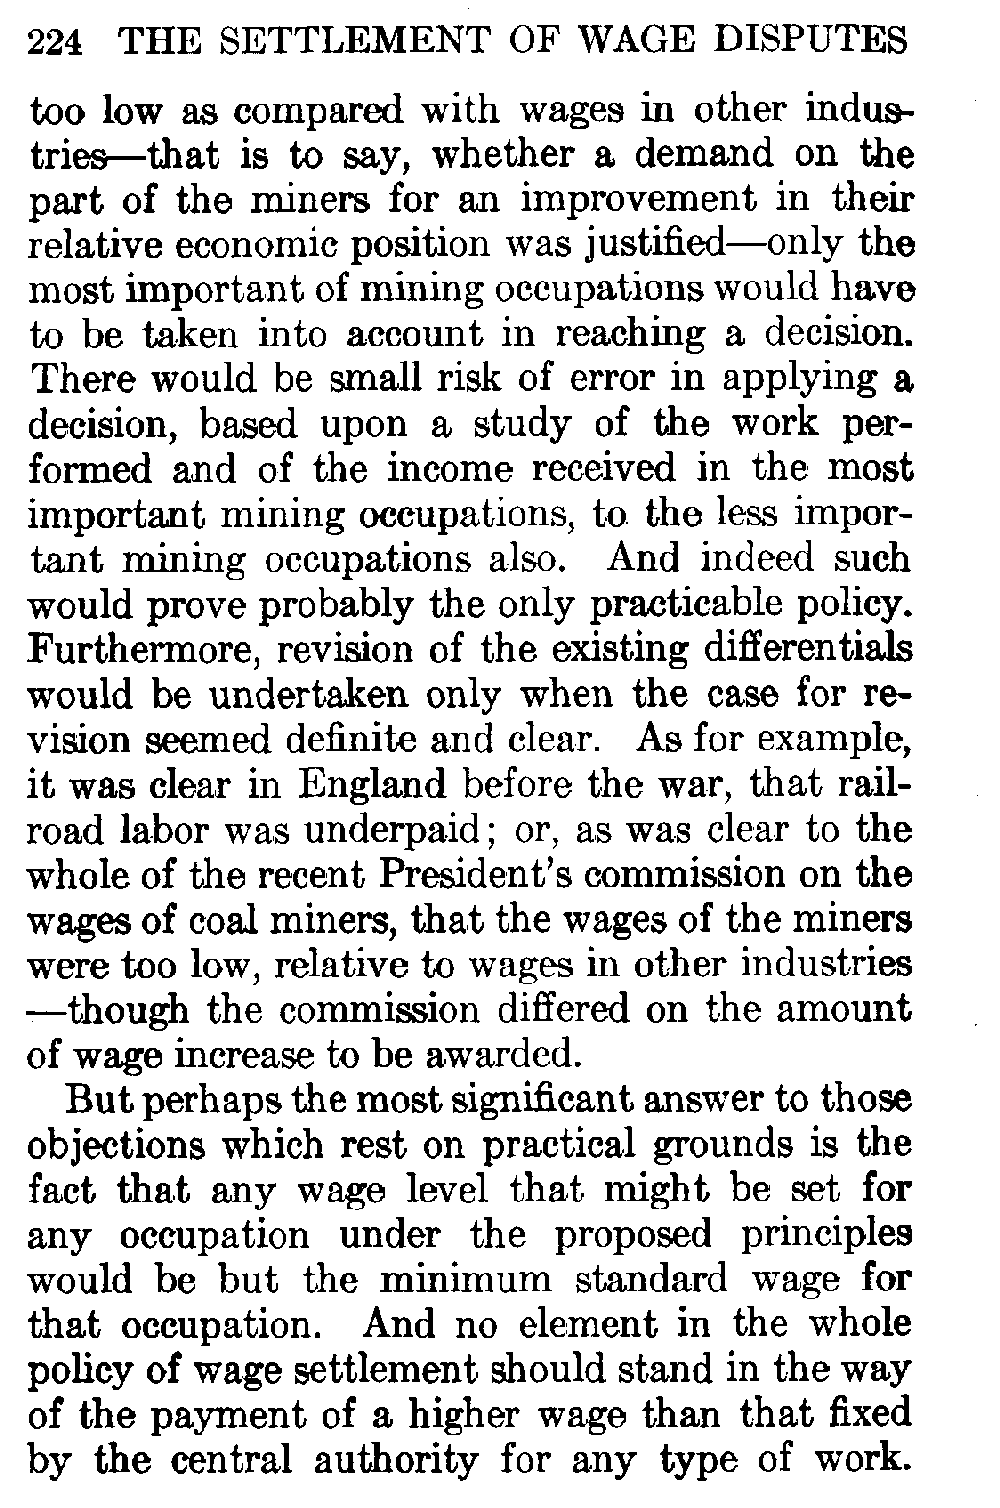 224 THE SETTLEMENT OF WAGE DISPUTES
too low as compared with wages in other indus-
tries—that is to say, whether a demand on the
part of the miners for an improvement in their
relative economic position was justified—only the
most important of mining occupations would have
to be taken into account in reaching a decision.
There would be small risk of error in applying a
decision, based upon a study of the work per-
formed and of the income received in the most
important mining occupations, to the less impor-
tant mining occupations also. And indeed such
would prove probably the only practicable policy.
Furthermore, revision of the existing differentials
would be undertaken only when the case for re-
vision seemed definite and clear. As for example,
it was clear in England before the war, that rail-
road labor was underpaid; or, as was clear to the
whole of the recent President's commission on the
wages of coal miners, that the wages of the miners
were too low, relative to wages in other industries
—though the commission differed on the amount
of wage increase to be awarded.
But perhaps the most significant answer to those
objections which rest on practical grounds is the
fact that any wage level that might be set for
any occupation under the proposed principles
would be but the minimum standard wage for
that occupation. And no element in the whole
policy of wage settlement should stand in the way
of the payment of a higher wage than that fixed
by the central authority for any type of work.